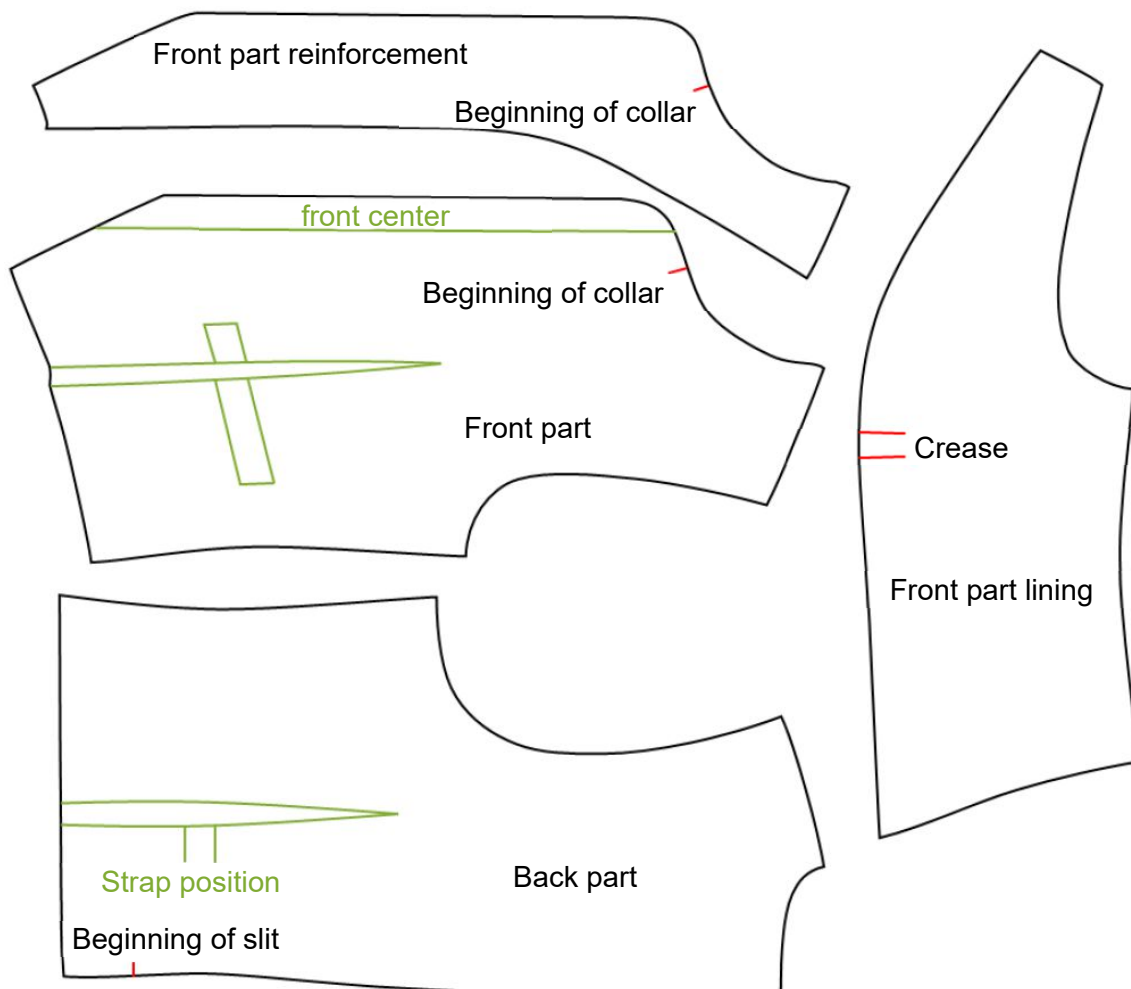 Front part reinforcement
Beginning of collar
front center
Beginning of collar
Front part
Crease
Front part lining
Strap position
Back part
Beginning of slit